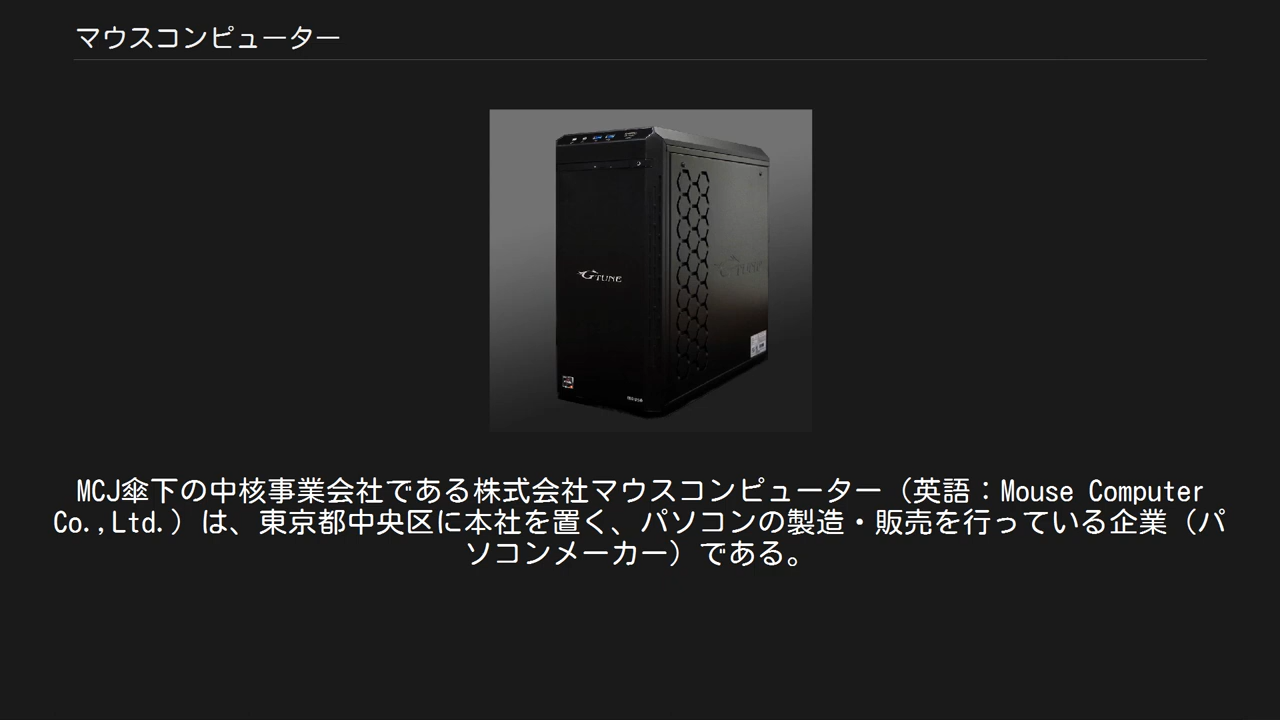 マウスコンピューター
G-TUNE
MCJ傘下の中核事業会社である株式会社マウスコンピューター（英語：Mouse Computer
Co.,Ltd.）は、東京都中央区に本社を置く、パソコンの製造・販売を行っている企業（パ
ソコンメーカー）である。